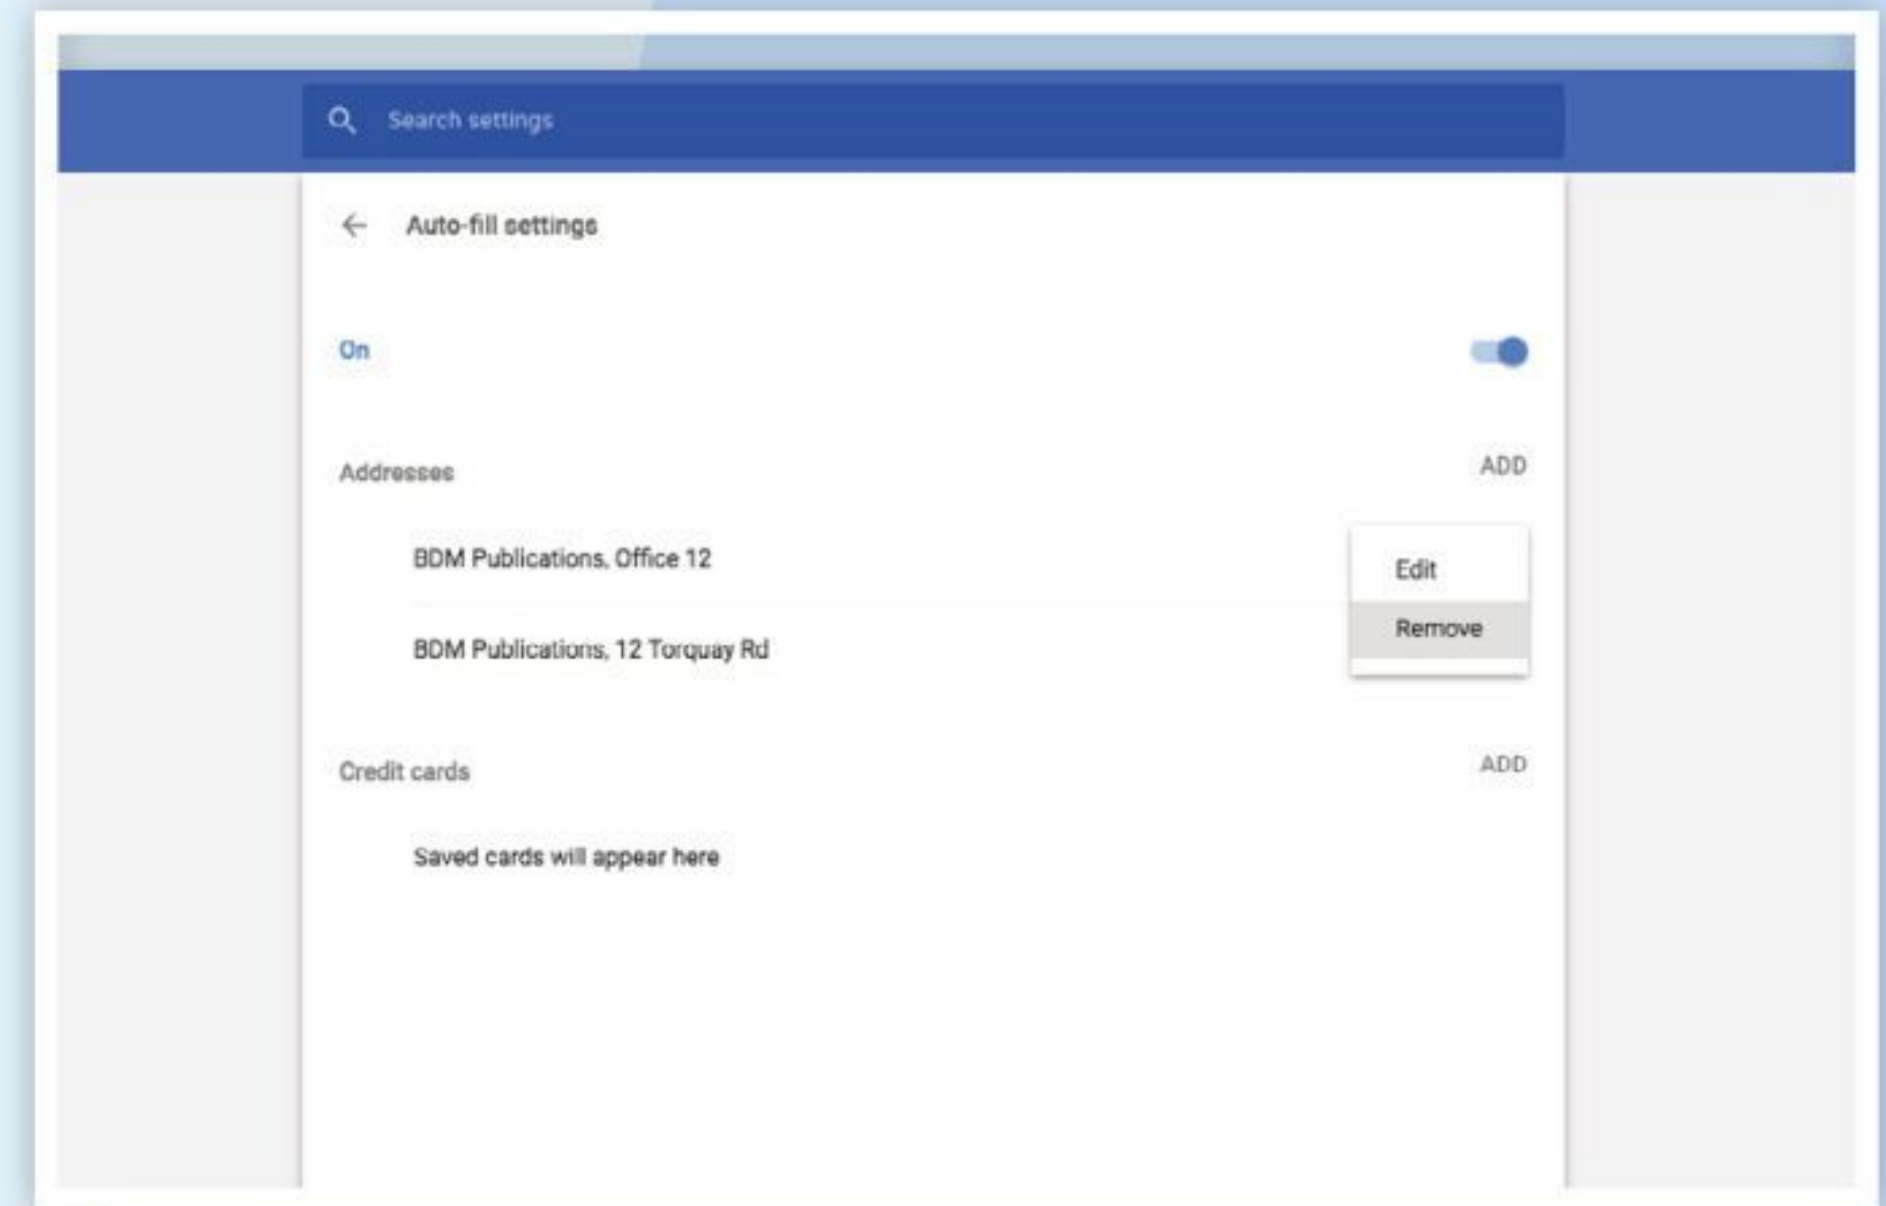 Search settings
Auto-fill settings
On
Addresses
ADD
BDM Publications, Office 12
Edit
Remove
BDM Publications, 12 Torquay Rd
Credit cards
ADD
Saved cards will appear here